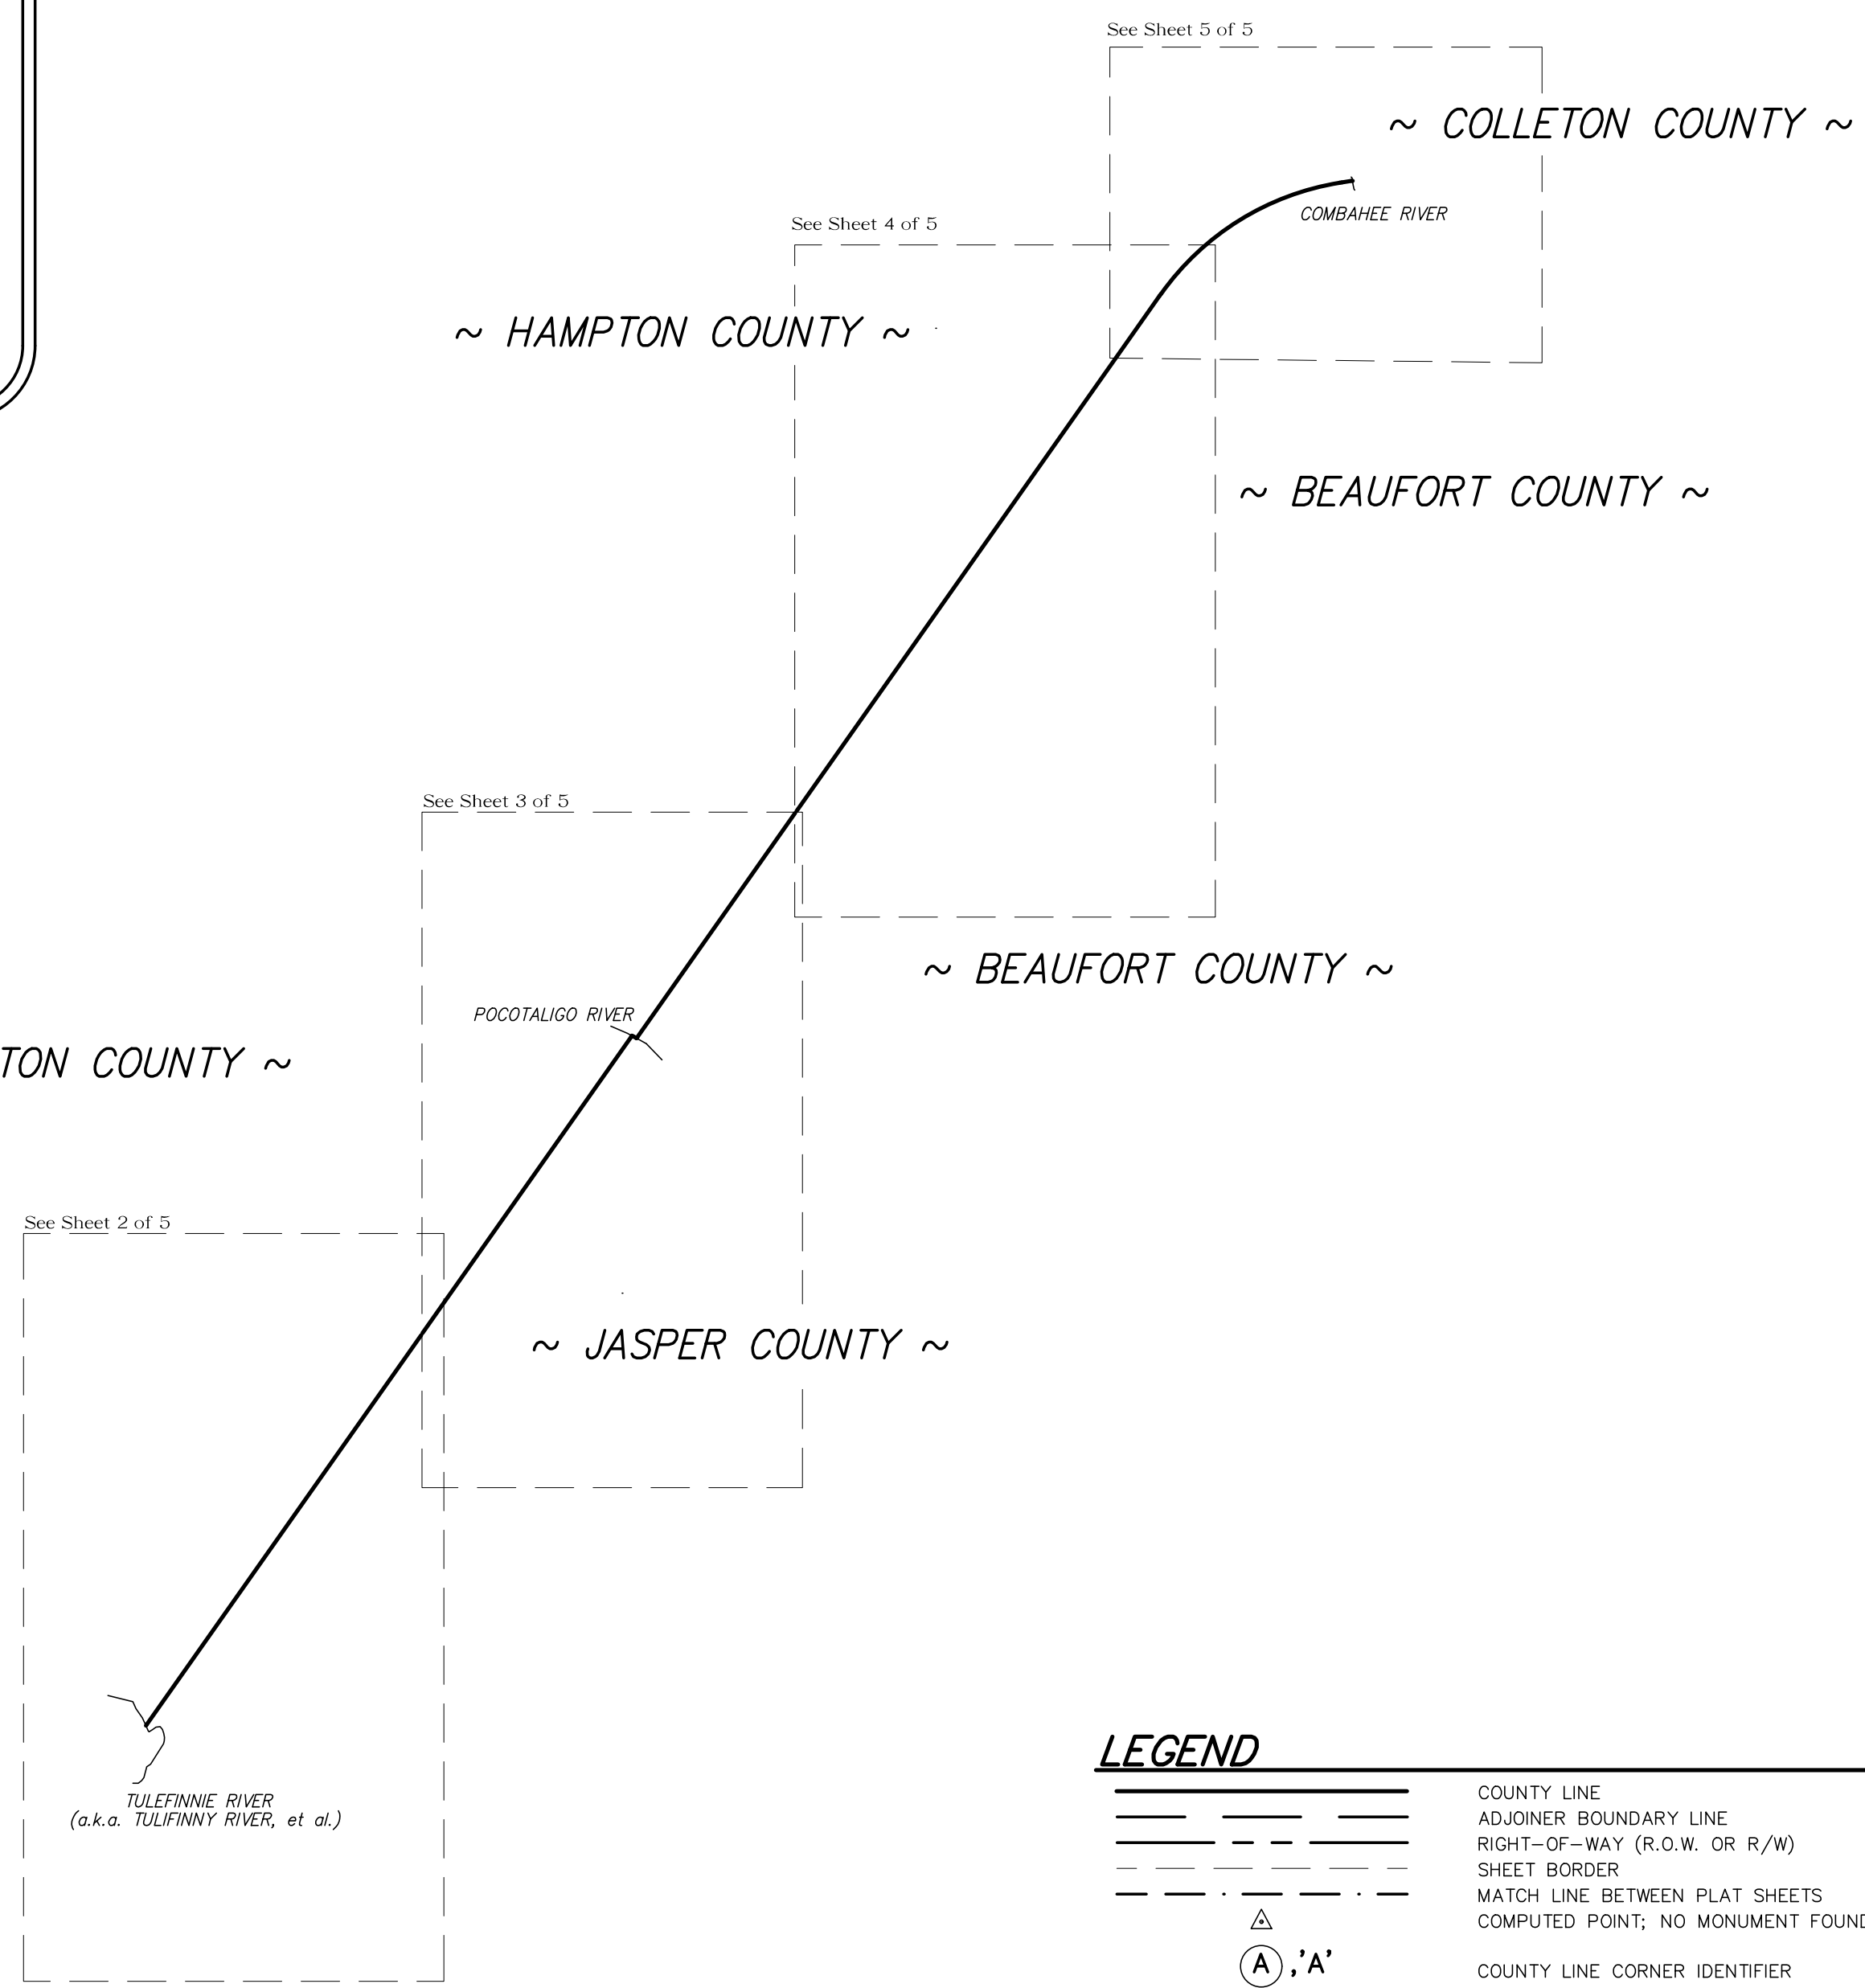 See Sheet 5 of 5
~ COLLETON COUNTY ~
COMBAHEE RIVER
See Sheet 4 of 5
~ HAMPTON COUNTY ~
~ BEAUFORT COUNTY ~
See Sheet 3 of 5
~ BEAUFORT COUNTY ~
POCOTALIGO RIVER
TON COUNTY ~
See Sheet 2 of 5
~ JASPER COUNTY ~
TULEFINNIE RIVER
(a.k.a. TULIFINNY RIVER, et al.)
LEGEND
COUNTY LINE
ADJOINER BOUNDARY LINE
RIGHT-OF-WAY (R.O.W. OR R/W)
SHEET BORDER
MATCH LINE BETWEEN PLAT SHEETS
COMPUTED POINT; NO MONUMENT FOUND
A ,'A' COUNTY LINE CORNER IDENTIFIER